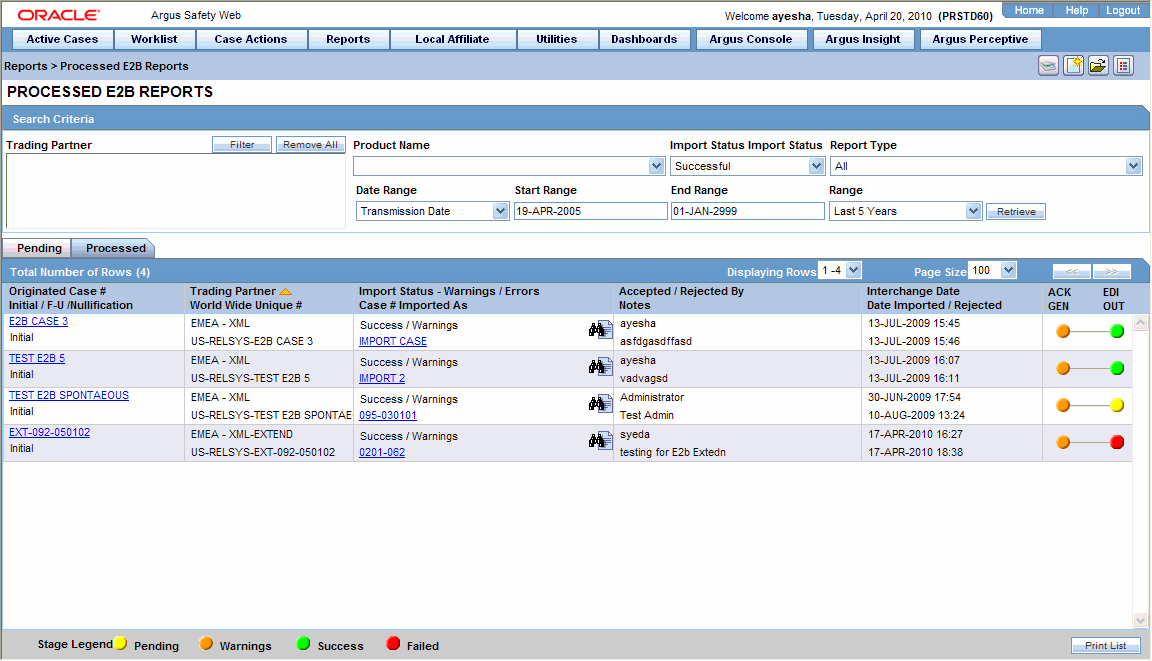 ORACLE
Argus Safety Web
Welcome ayesha, Tuesday, April 20, 2010 (PRSTD60)
Home Help Logout
Active Cases Worklist Case Actions Reports Local Affiliate Utilities Dashboards Argus Console Argus Insight Argus Perceptive
Reports > Processed E2B Reports
PROCESSED E2B REPORTS
Search Criteria
Trading Partner Filter Remove All Product Name Import Status Import Status Report Type
Successful All
Date Range Start Range End Range Range
Transmission Date 19-APR-2005 01-JAN-2999 Last 5 Years Retrieve
Pending Processed
Total Number of Rows (4) Displaying Rows 1 -4 Page Size 100 << >>
Originated Case # Trading Partner Import Status - Warnings / Errors Accepted / Rejected By Interchange Date ACK EDI
Initial / F-U /Nullification World Wide Unique # Case # Imported As Notes Date Imported / Rejected GEN OUT
E2B CASE 3 EMEA - XML Success / Warnings ayesha 13-JUL-2009 15:45
Initial US-RELSYS-E2B CASE 3 IMPORT CASE asfdgasdffasd 13-JUL-2009 15:46
TEST E2B 5 EMEA - XML Success / Warnings ayesha 13-JUL-2009 16:07
Initial US-RELSYS-TEST E2B 5 IMPORT 2 vadvagsd 13-JUL-2009 16:11
TEST E2B SPONTAEOUS EMEA - XML Success / Warnings Administrator 30-JUN-2009 17:54
Initial US-RELSYS-TEST E2B SPONTAE 095-030101 Test Admin 10-AUG-2009 13:24
EXT-092-050102 EMEA - XML-EXTEND Success / Warnings syeda 17-APR-2010 16:27
Initial US-RELSYS-EXT-092-050102 0201-062 testing for E2b Extedn 17-APR-2010 18:38
Stage Legend Pending Warnings Success Failed Print List